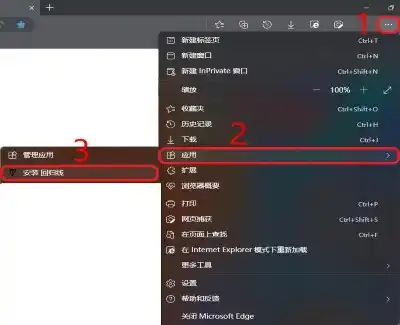 1
新建标签页 Ctrl+T
新建窗口 Ctrl+N
新建 InPrivate 窗口 Ctrl+Shift+N
缩放 — 100% +
收藏夹 Ctrl+Shift+O
历史记录 Ctrl+H
下载 Ctrl+J
2
应用
3
管理应用
安装 回归线
扩展
浏览器概要
打印 Ctrl+P
网页捕获 Ctrl+Shift+S
在页面上查找 Ctrl+F
在 Internet Explorer 模式下重新加载
更多工具
设置
帮助和反馈
关闭 Microsoft Edge